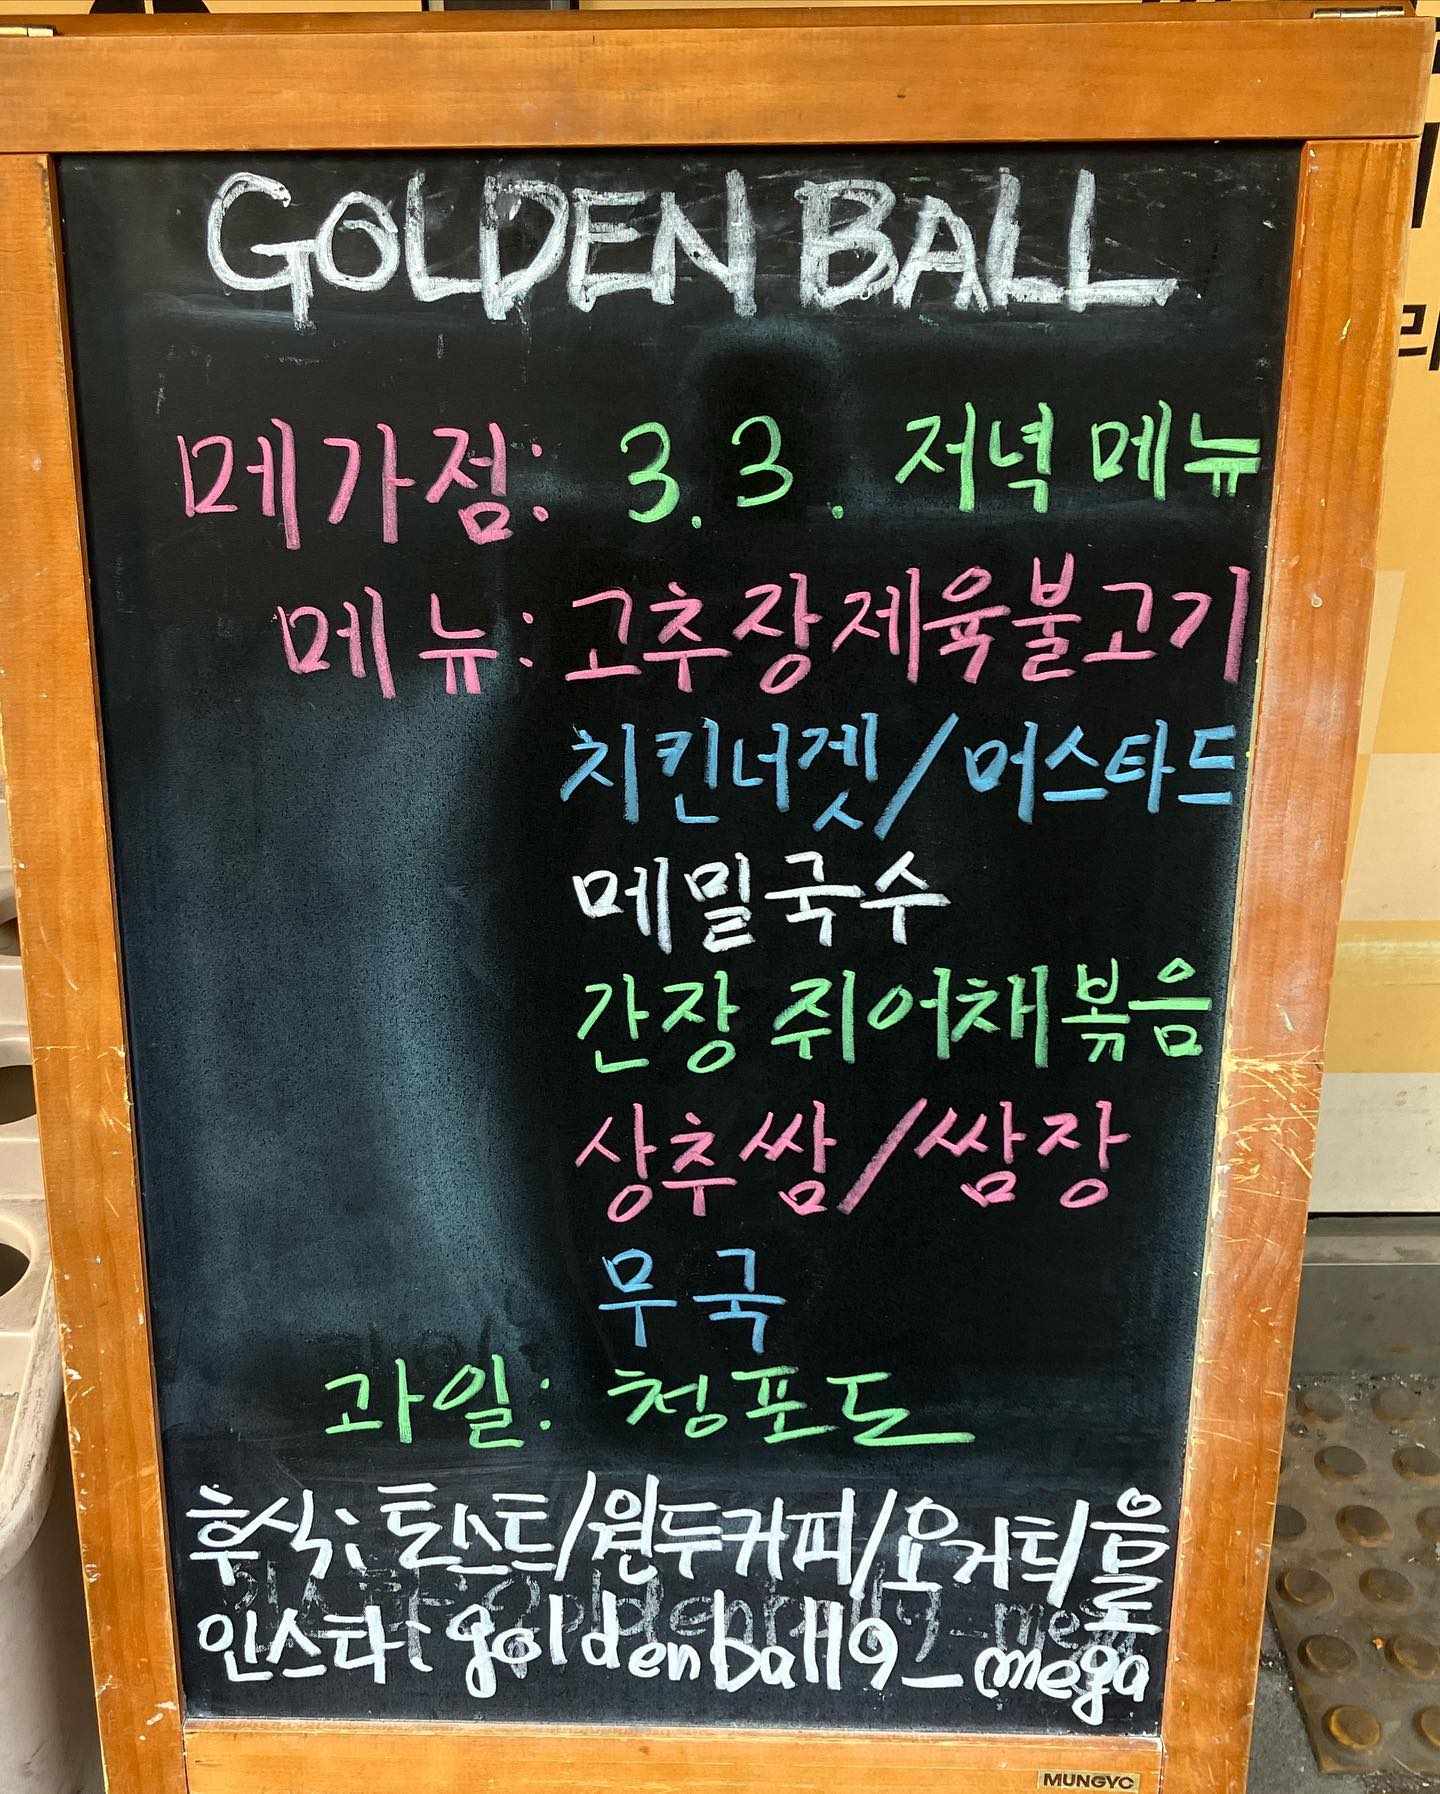 GOLDEN BALL
메가점: 3.3. 저녁 메뉴
메뉴: 고추장제육불고기
치킨너겟/머스타드
메밀국수
간장 쥐어채볶음
상추쌈/쌈장
무국
과일: 청포도
후식: 토스트/원두커피/요거트/음료
인스타: goldenball9_mega
MUNGYO